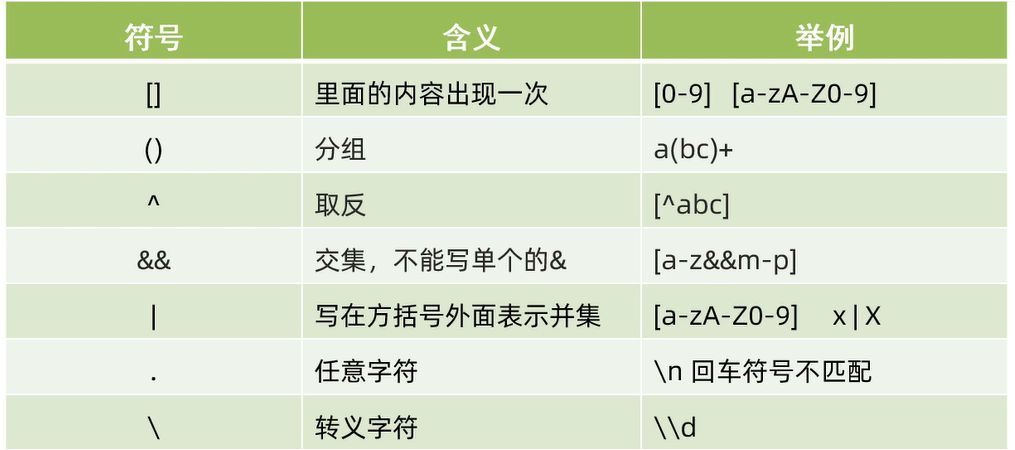 符号 含义 举例
[] 里面的内容出现一次 [0-9] [a-zA-Z0-9]
() 分组 a(bc)+
^ 取反 [^abc]
&& 交集，不能写单个的& [a-z&&m-p]
| 写在方括号外面表示并集 [a-zA-Z0-9] x|X
. 任意字符 \n 回车符号不匹配
\ 转义字符 \\d